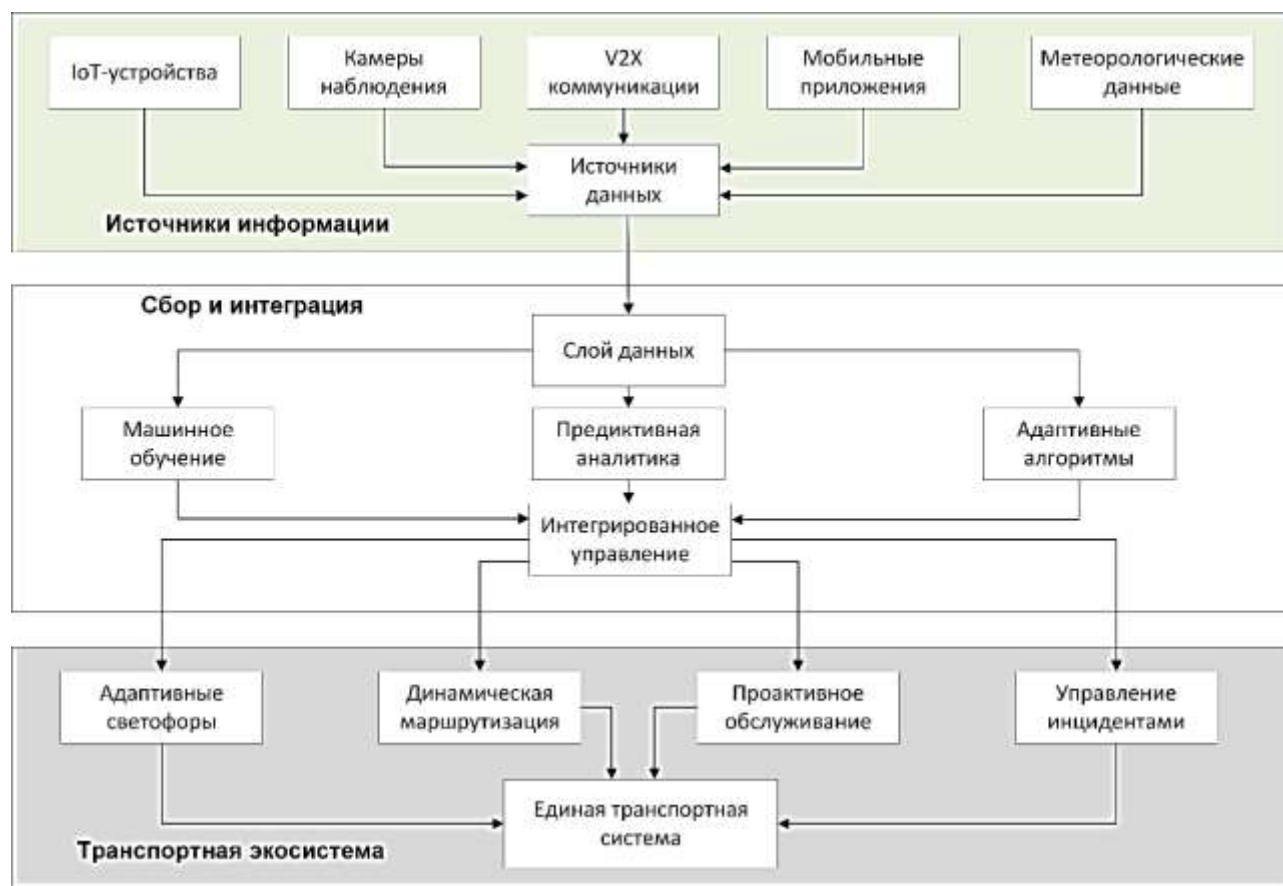 IoT-устройства
Камеры
наблюдения
V2X
коммуникации
Мобильные
приложения
Метеорологические
данные
Источники
данных
Источники информации
Сбор и интеграция
Слой данных
Машинное
обучение
Предиктивная
аналитика
Адаптивные
алгоритмы
Интегрированное
управление
Адаптивные
светофоры
Динамическая
маршрутизация
Проактивное
обслуживание
Управление
инцидентами
Единая транспортная
система
Транспортная экосистема